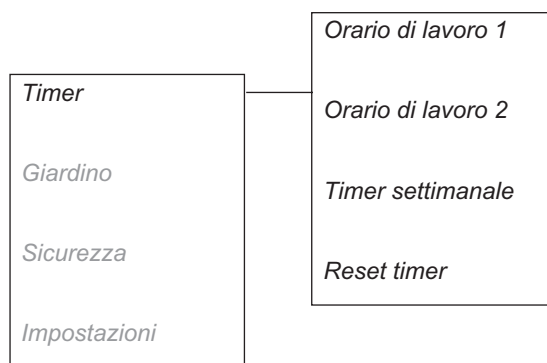 Timer
Giardino
Sicurezza
Impostazioni
Orario di lavoro 1
Orario di lavoro 2
Timer settimanale
Reset timer